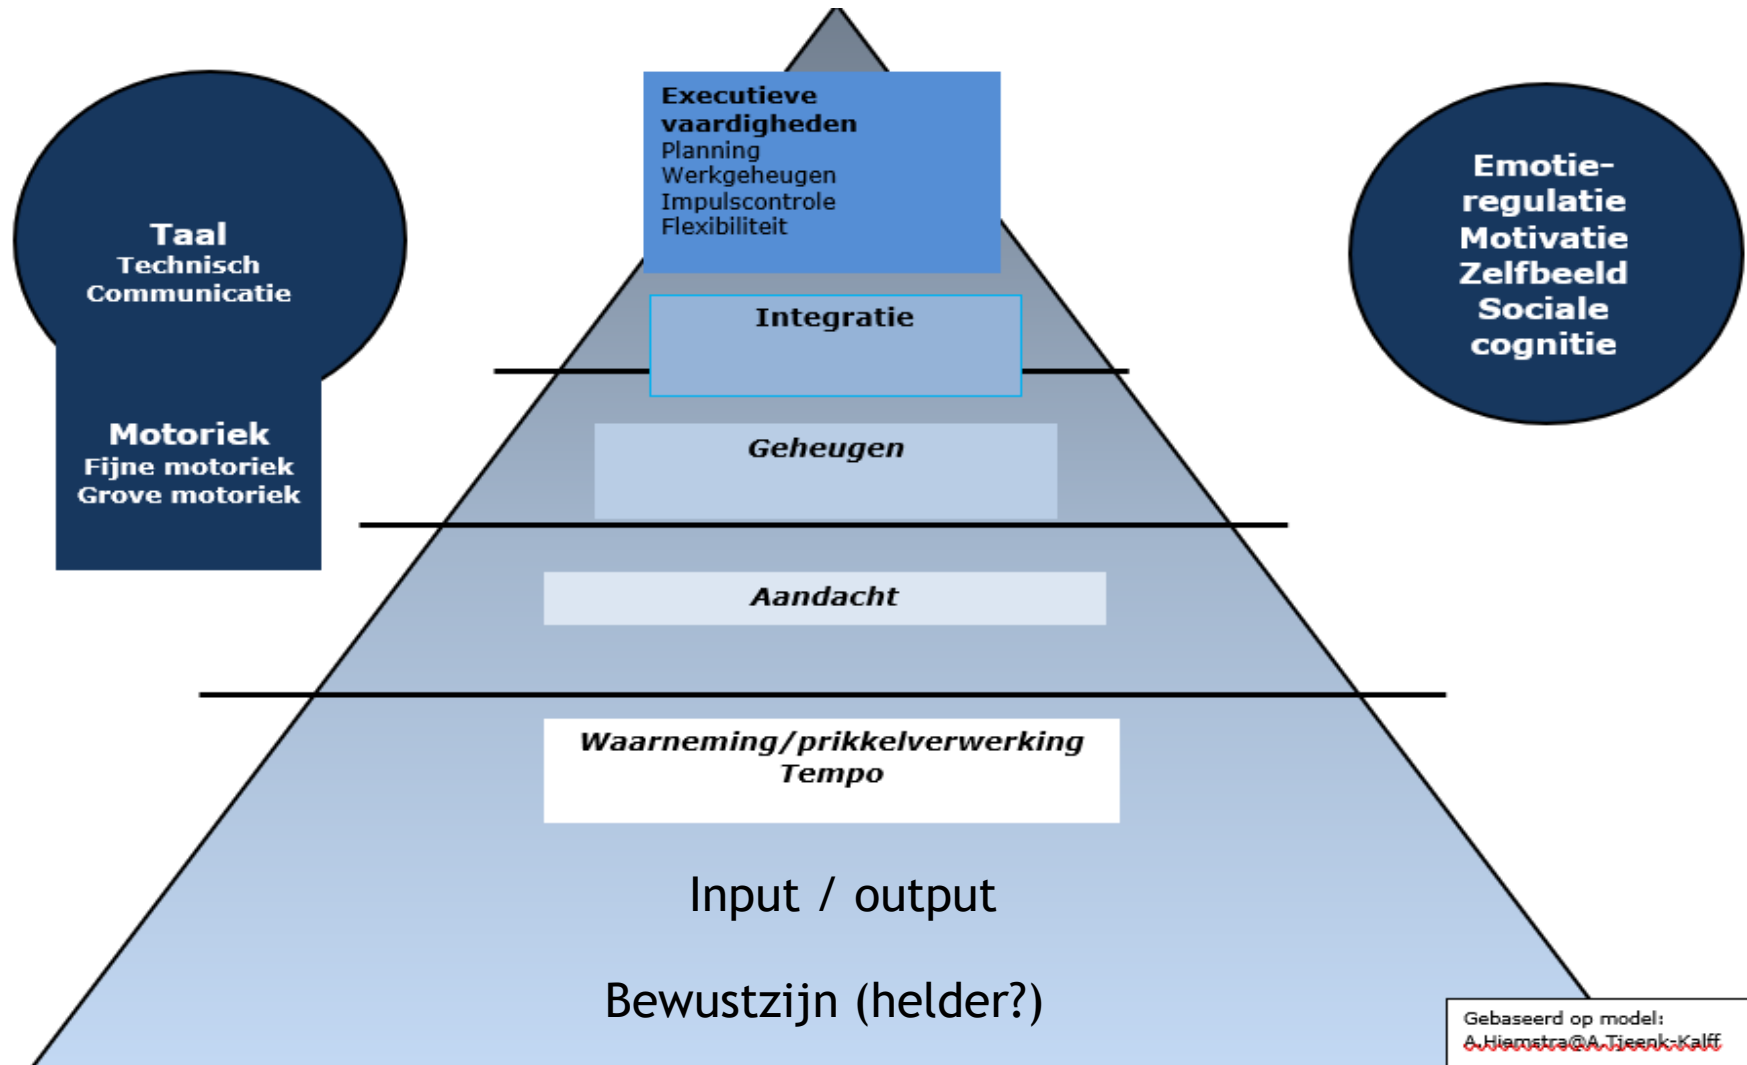 Executieve
vaardigheden
Planning
Werkgeheugen
Impulscontrole
Flexibiliteit
Taal
Technisch
Communicatie
Emotie-
regulatie
Motivatie
Zelfbeeld
Sociale
cognitie
Integratie
Motoriek
Fijne motoriek
Grove motoriek
Geheugen
Aandacht
Waarneming/prikkelverwerking
Tempo
Input / output
Bewustzijn (helder?)
Gebaseerd op model:
A.Hiemstra@A.Tjeenk-Kalff